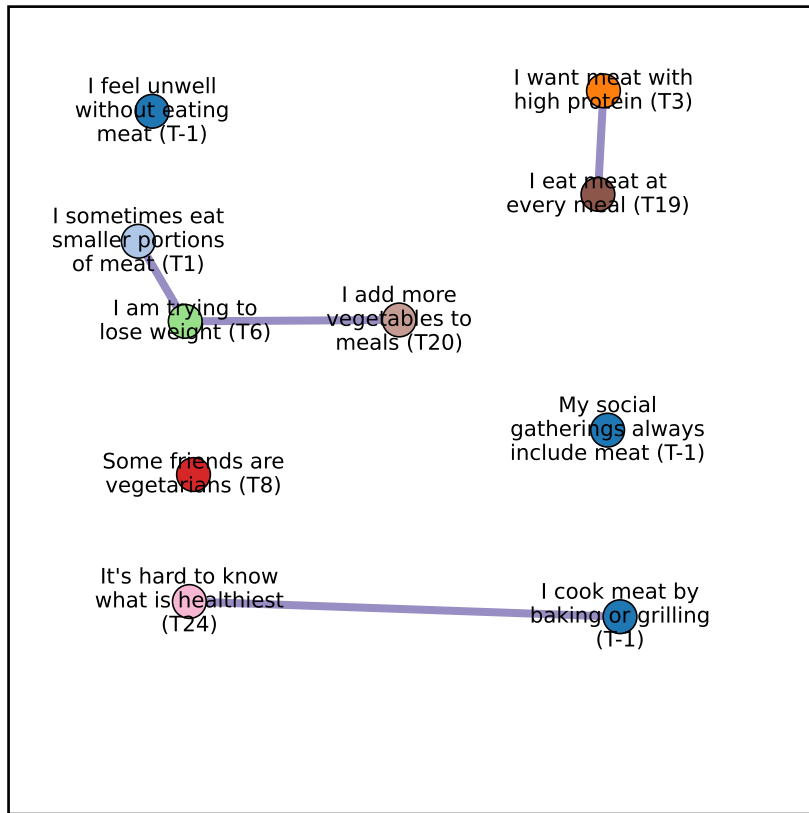 I feel unwell
without eating
meat (T-1)
I want meat with
high protein (T3)
I eat meat at
every meal (T19)
I sometimes eat
smaller portions
of meat (T1)
I am trying to
lose weight (T6)
I add more
vegetables to
meals (T20)
My social
gatherings always
include meat (T-1)
Some friends are
vegetarians (T8)
It's hard to know
what is healthiest
(T24)
I cook meat by
baking or grilling
(T-1)